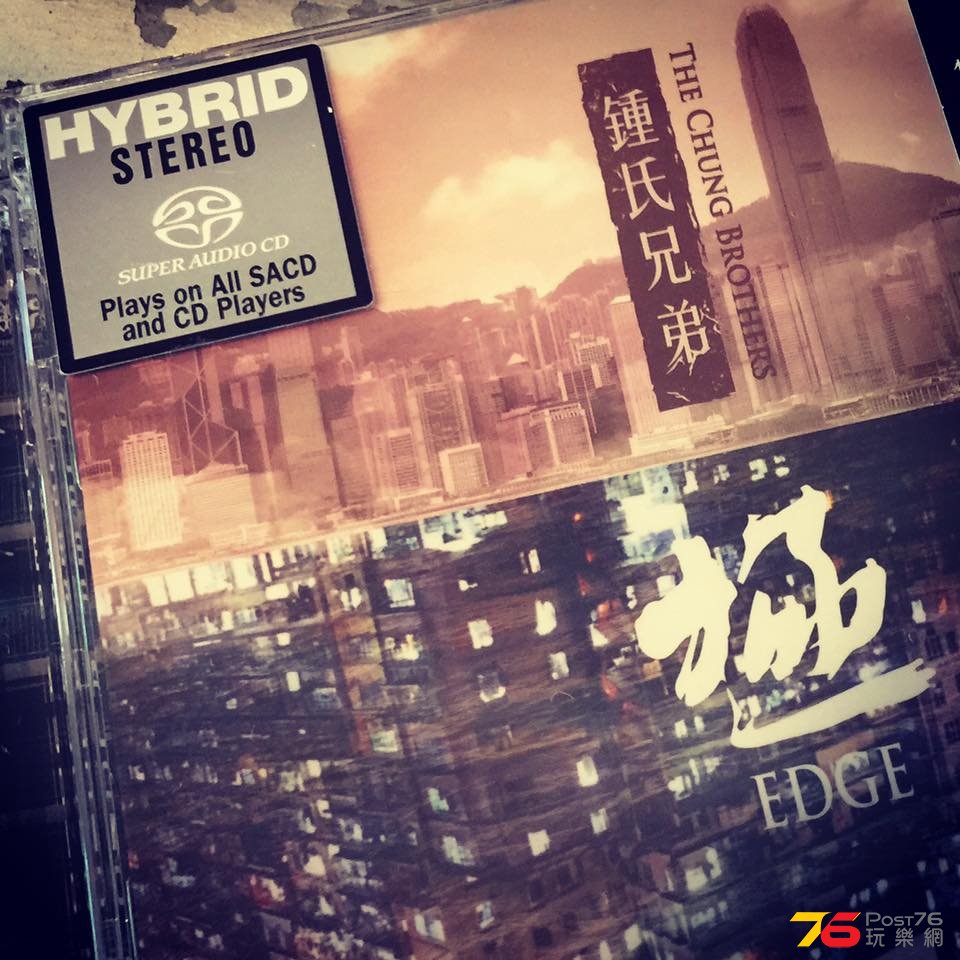 HYBRID
STEREO
SUPER AUDIO CD
Plays on All SACD
and CD Players
鍾氏兄弟
THE CHUNG BROTHERS
極
EDGE
76 POST76
玩樂網